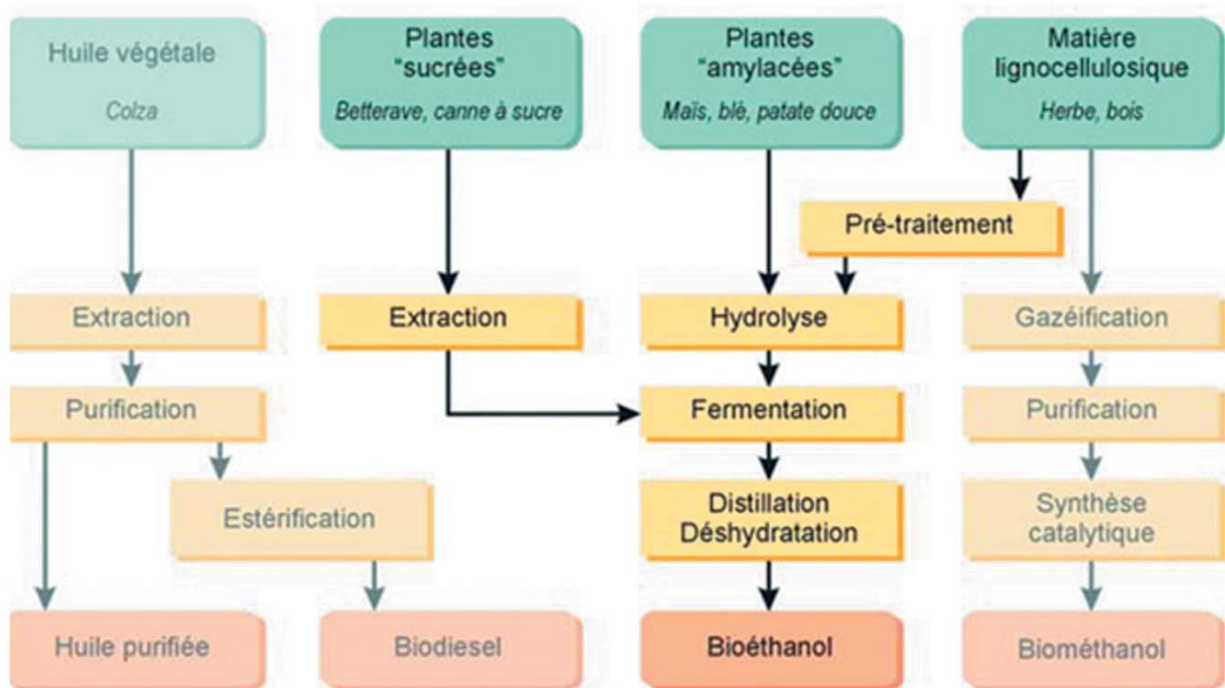 Huile végétale
Colza
Plantes
"sucrées"
Betterave, canne à sucre
Plantes
"amylacées"
Maïs, blé, patate douce
Matière
lignocellulosique
Herbe, bois
Pré-traitement
Extraction
Extraction
Hydrolyse
Gazéification
Purification
Fermentation
Purification
Estérification
Distillation
Déshydratation
Synthèse
catalytique
Huile purifiée
Biodiesel
Bioéthanol
Biométhanol